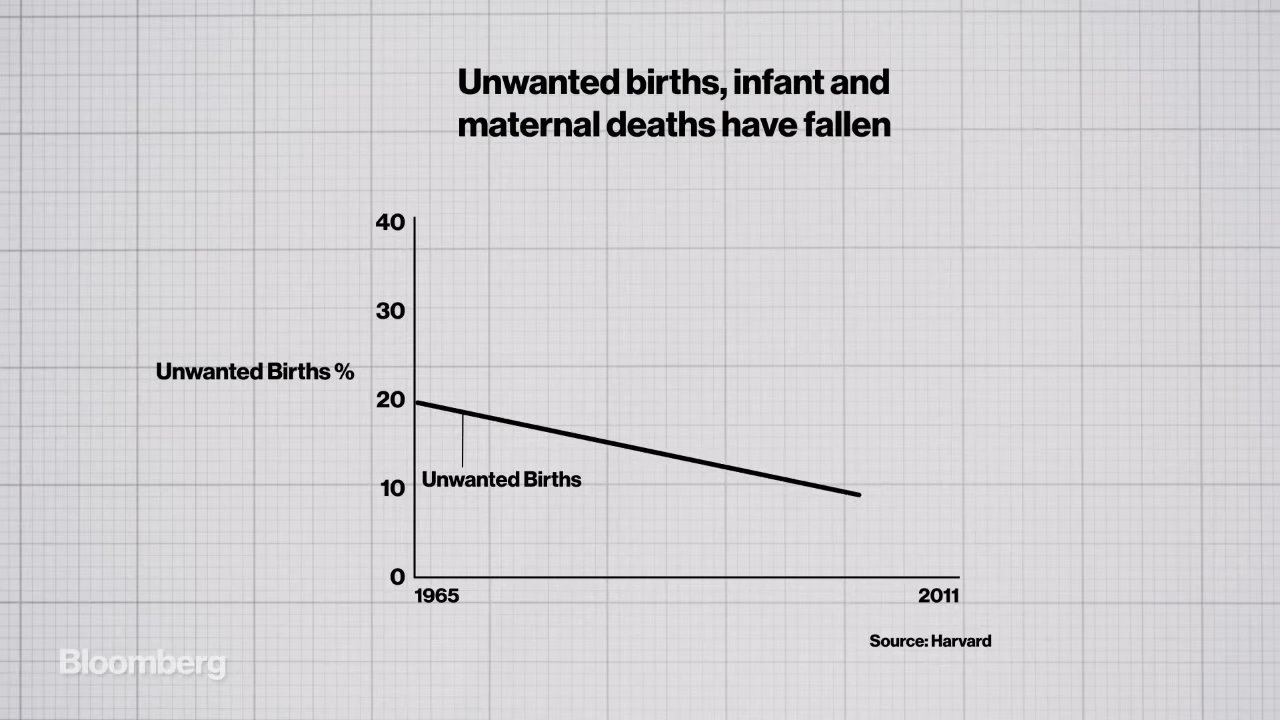 Unwanted births, infant and
maternal deaths have fallen
40
30
Unwanted Births %
20
Unwanted Births
10
0
1965
2011
Source: Harvard
Bloomberg